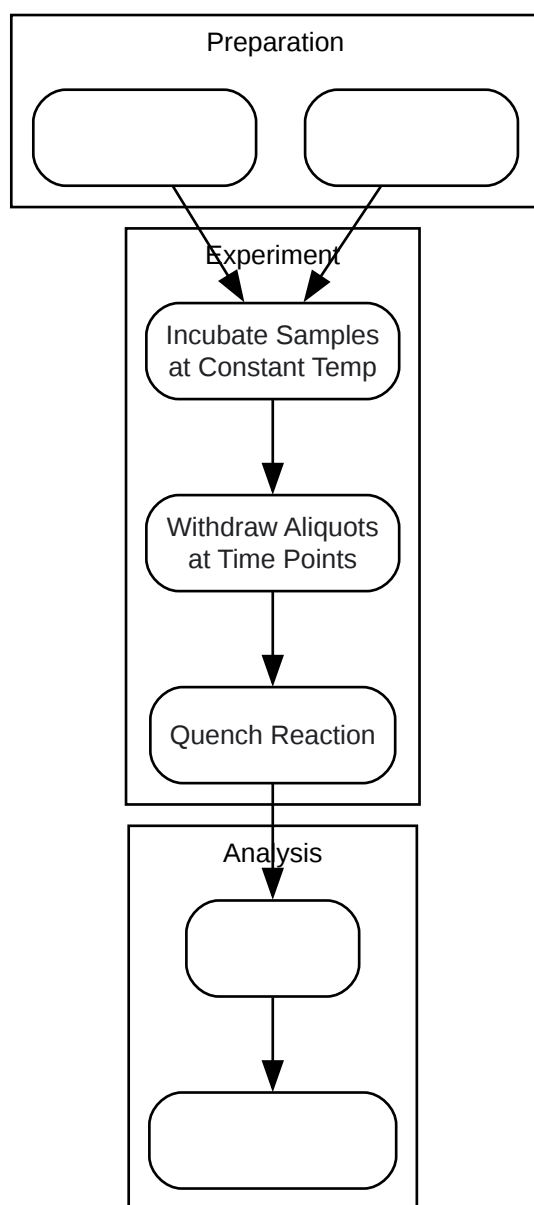 Preparation
Experiment
Incubate Samples
at Constant Temp
Withdraw Aliquots
at Time Points
Quench Reaction
Analysis